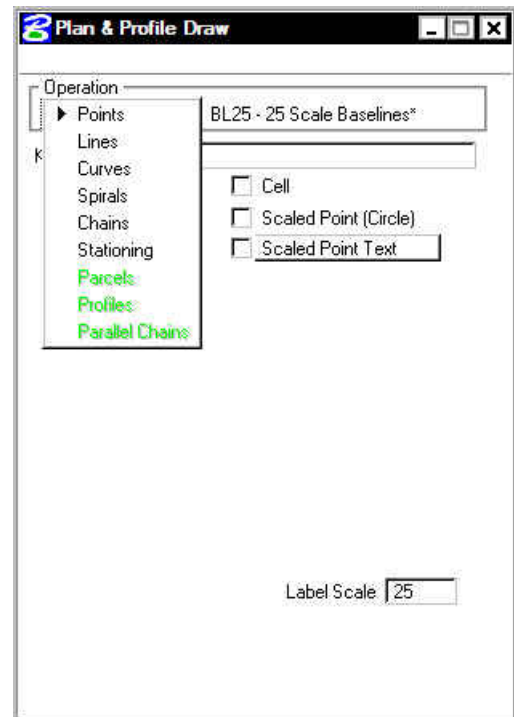 Plan & Profile Draw
Operation
Points
BL25 - 25 Scale Baselines*
Lines
K
Curves
Cell
Spirals
Scaled Point (Circle)
Chains
Scaled Point Text
Stationing
Parcels
Profiles
Parallel Chains
Label Scale 25